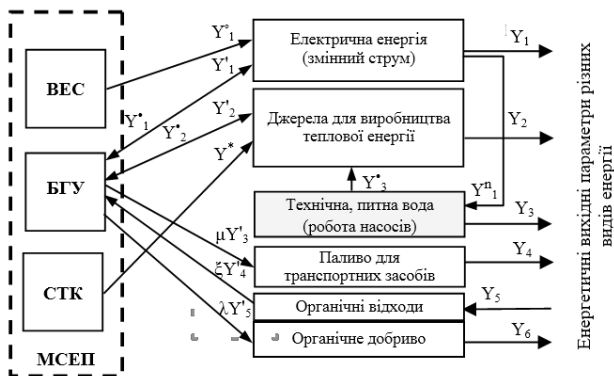 ВЕС
БГУ
СТК
МСЕП
Y°₁
Y'₁
Y•₁
Y•₂
Y'₂
Y*
μY'₃
ξY'₄
λY'₅
Електрична енергія
(змінний струм)
Джерела для виробництва
теплової енергії
Y•₃
Технічна, питна вода
(робота насосів)
Паливо для
транспортних засобів
Органічні відходи
Органічне добриво
Y₁
Y₂
Yⁿ₁
Y₃
Y₄
Y₅
Y₆
Енергетичні вихідні параметри різних
видів енергії